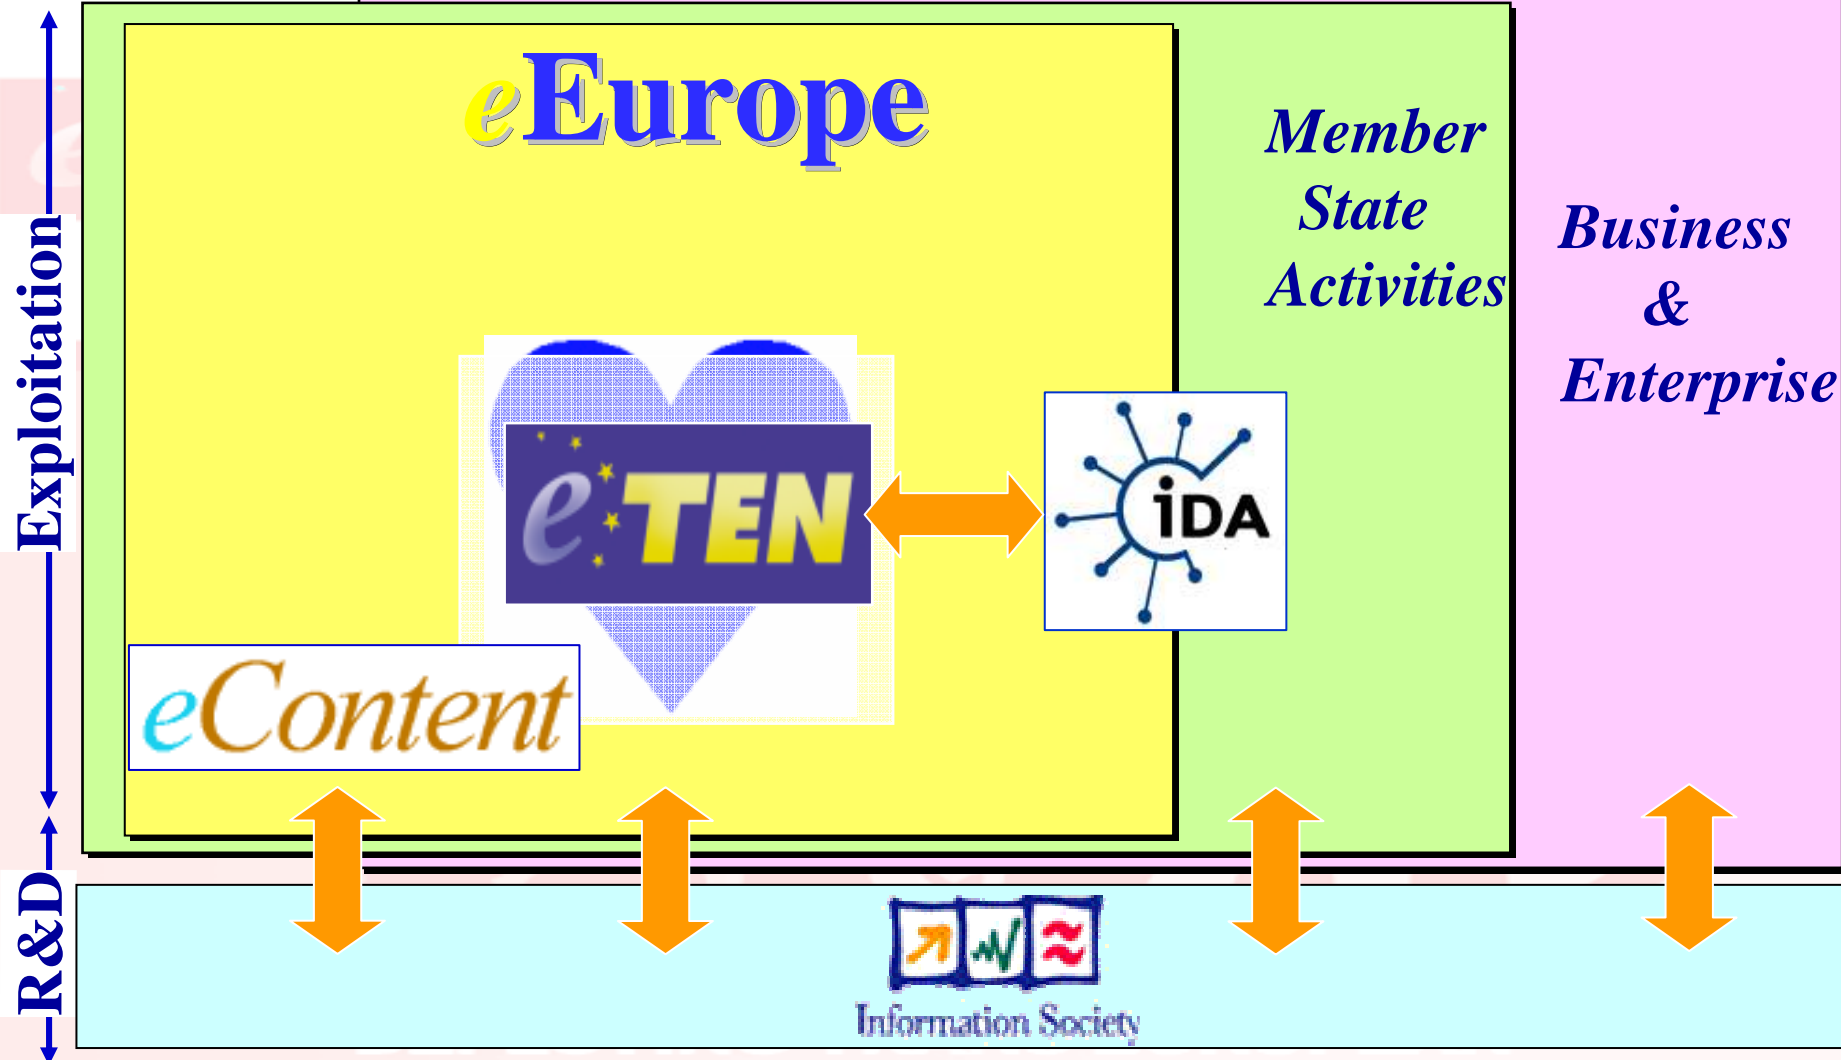 eEurope
Member
State
Activities
Business
&
Enterprise
Exploitation
eTEN
iDA
eContent
R&D
Information Society